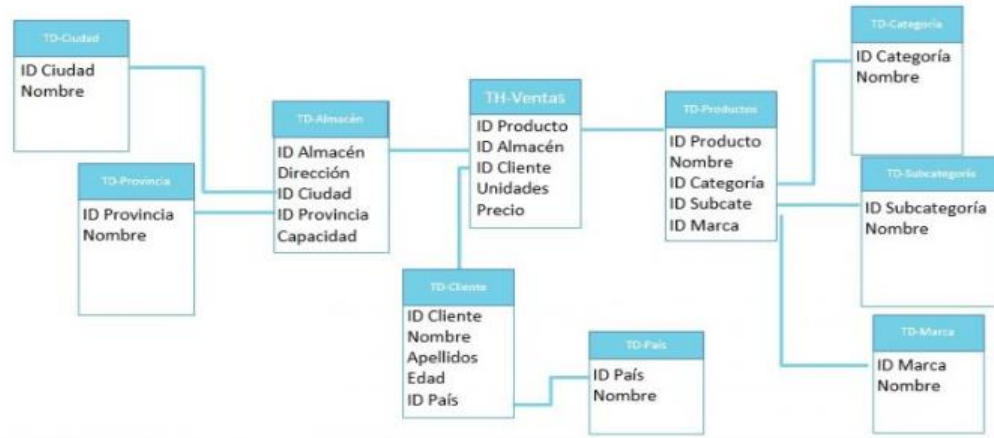 TD-Ciudad
ID Ciudad
Nombre
TD-Provincia
ID Provincia
Nombre
TD-Almacén
ID Almacén
Dirección
ID Ciudad
ID Provincia
Capacidad
TH-Ventas
ID Producto
ID Almacén
ID Cliente
Unidades
Precio
TD-Cliente
ID Cliente
Nombre
Apellidos
Edad
ID País
TD-País
ID País
Nombre
TD-Productos
ID Producto
Nombre
ID Categoría
ID Subcate
ID Marca
TD-Categoría
ID Categoría
Nombre
TD-Subcategoría
ID Subcategoría
Nombre
TD-Marca
ID Marca
Nombre